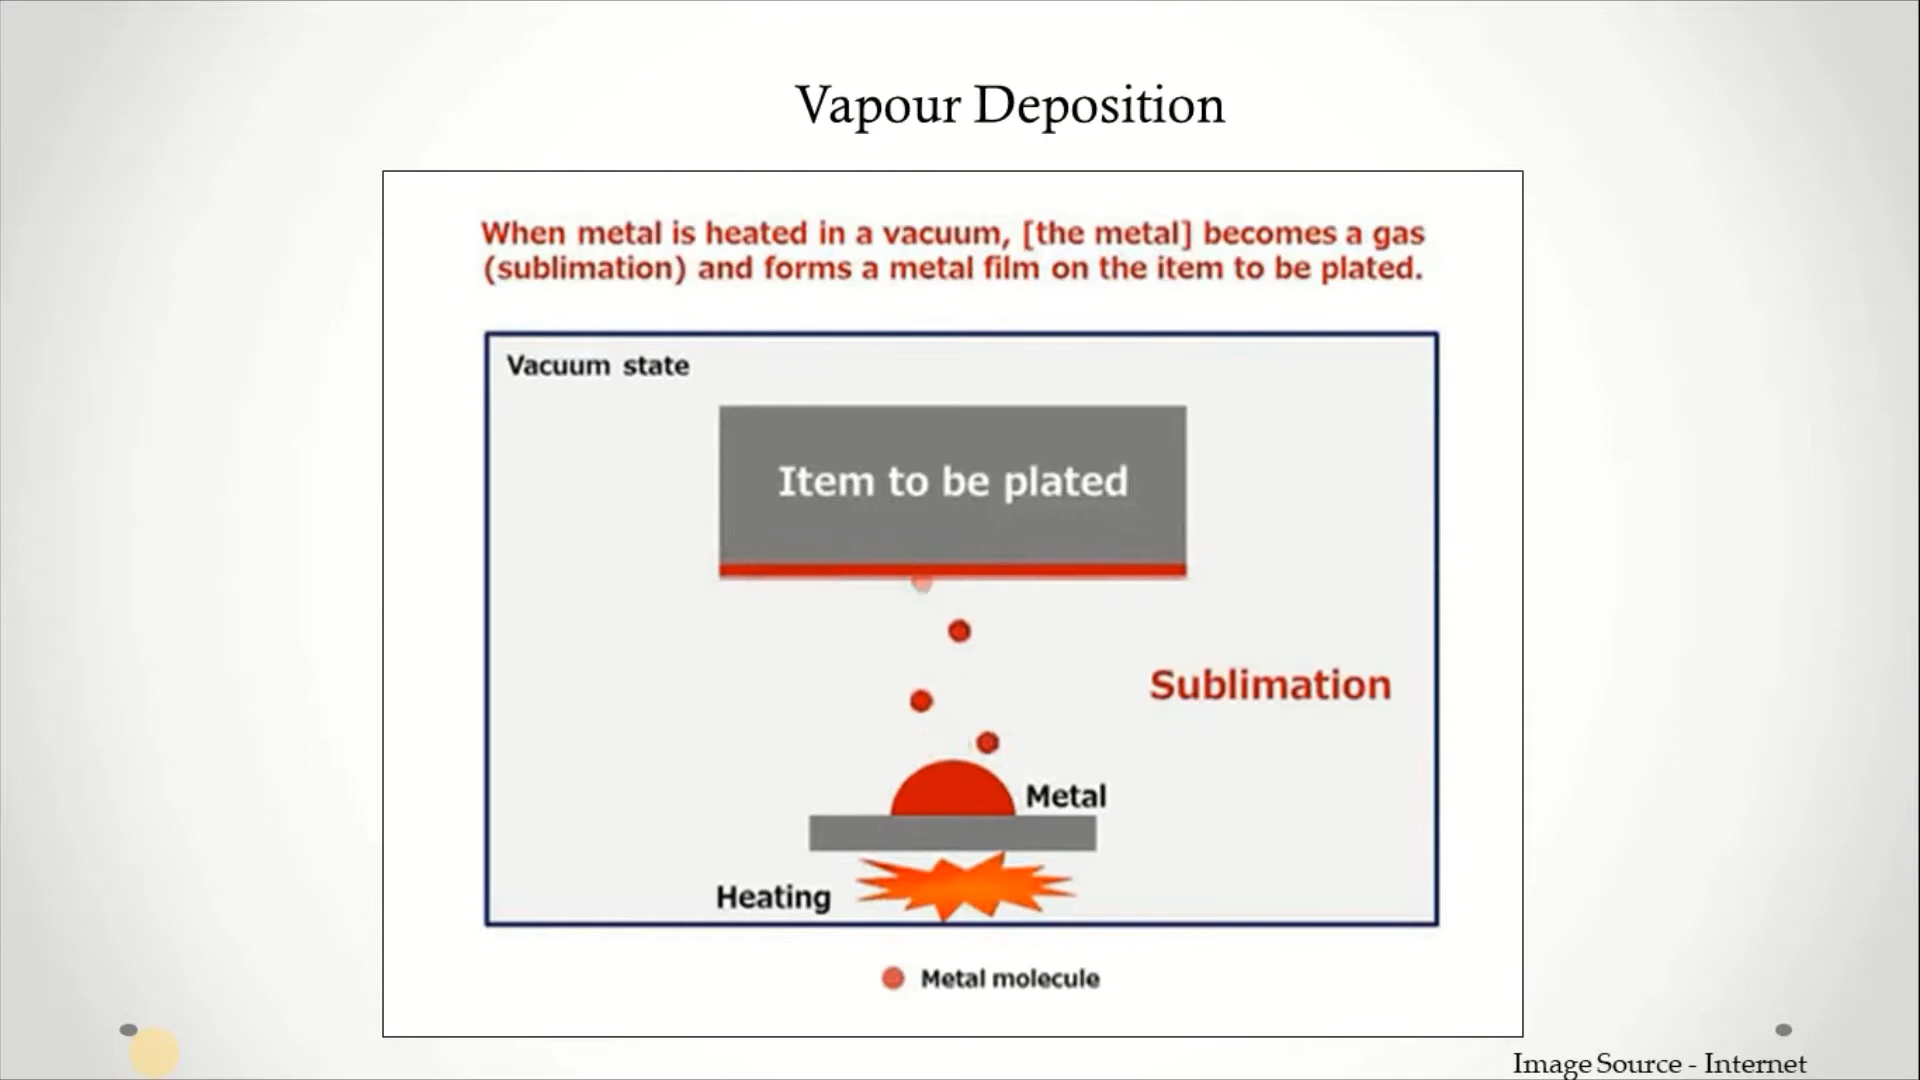 Vapour Deposition
When metal is heated in a vacuum, [the metal] becomes a gas
(sublimation) and forms a metal film on the item to be plated.
Vacuum state
Item to be plated
Sublimation
Metal
Heating
Metal molecule
Image Source - Internet